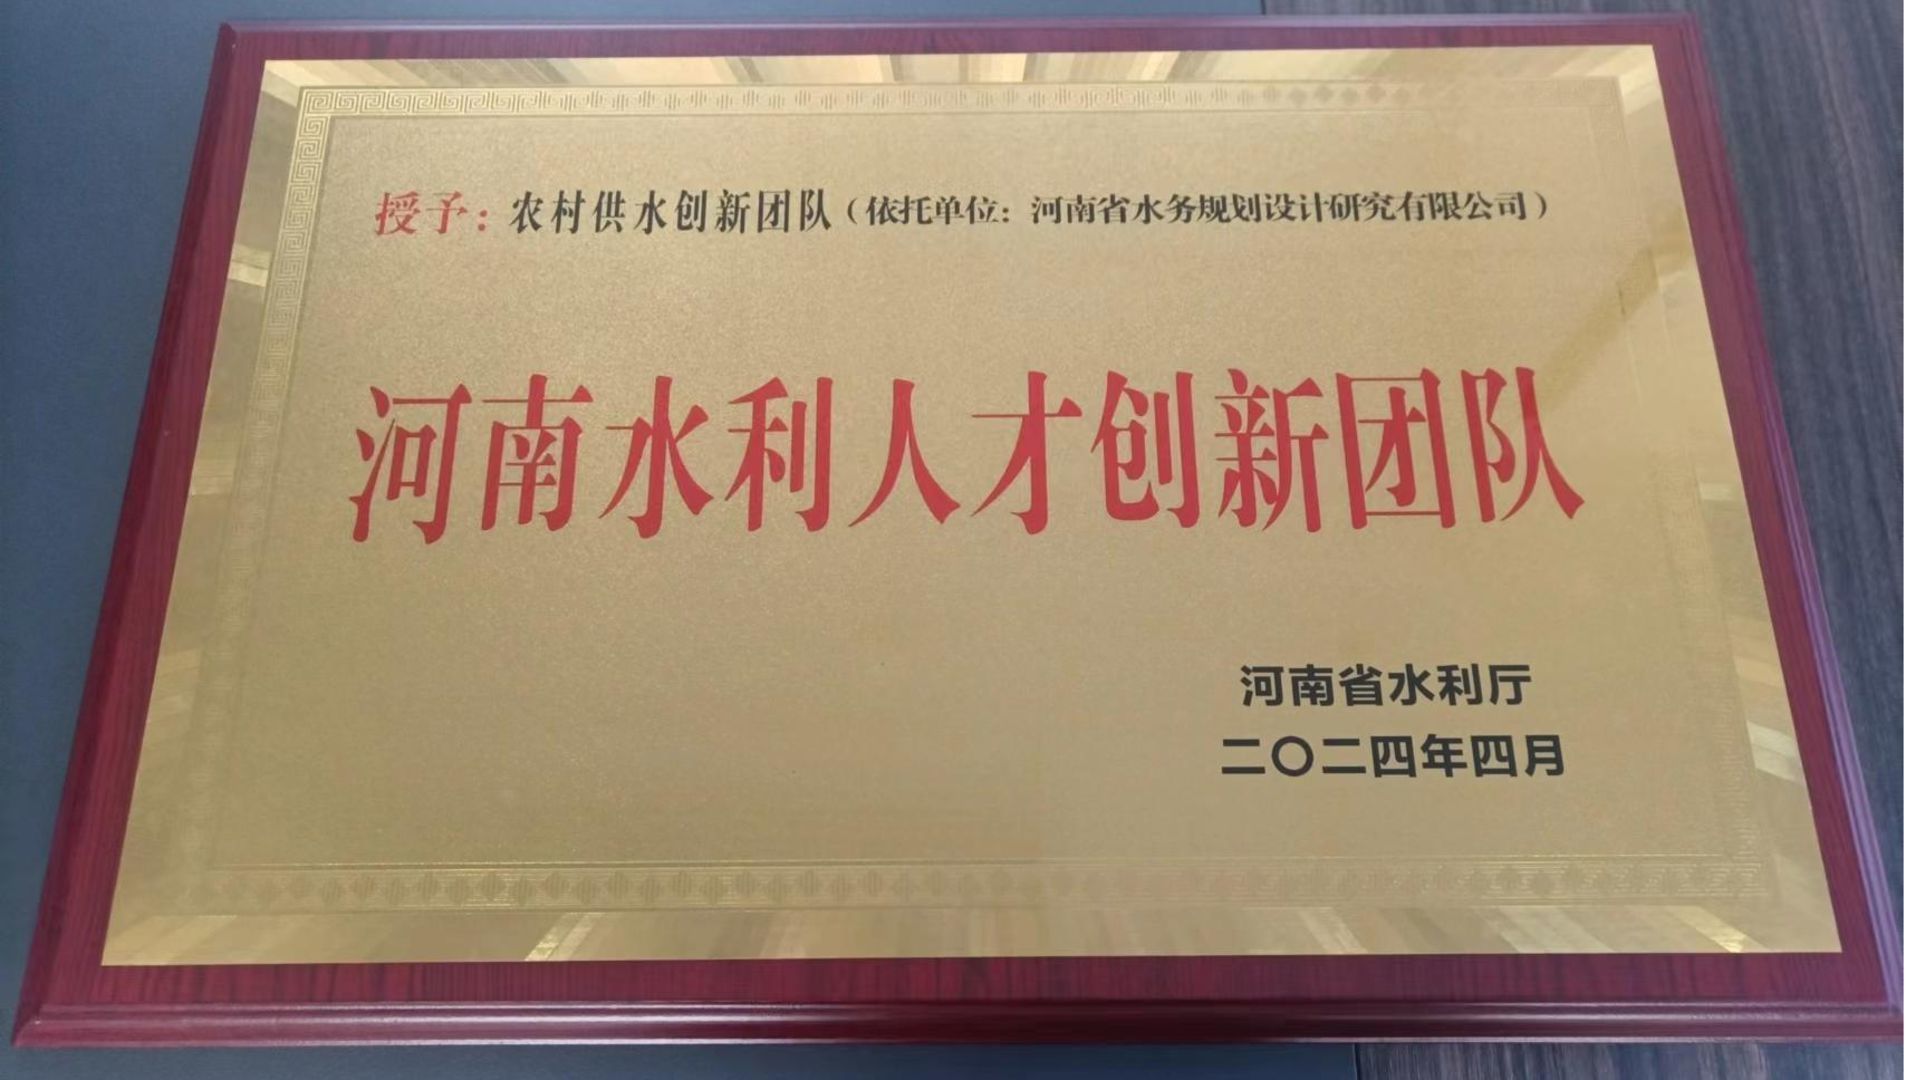 授予：农村供水创新团队（依托单位：河南省水务规划设计研究有限公司）
河南水利人才创新团队
河南省水利厅
二〇二四年四月